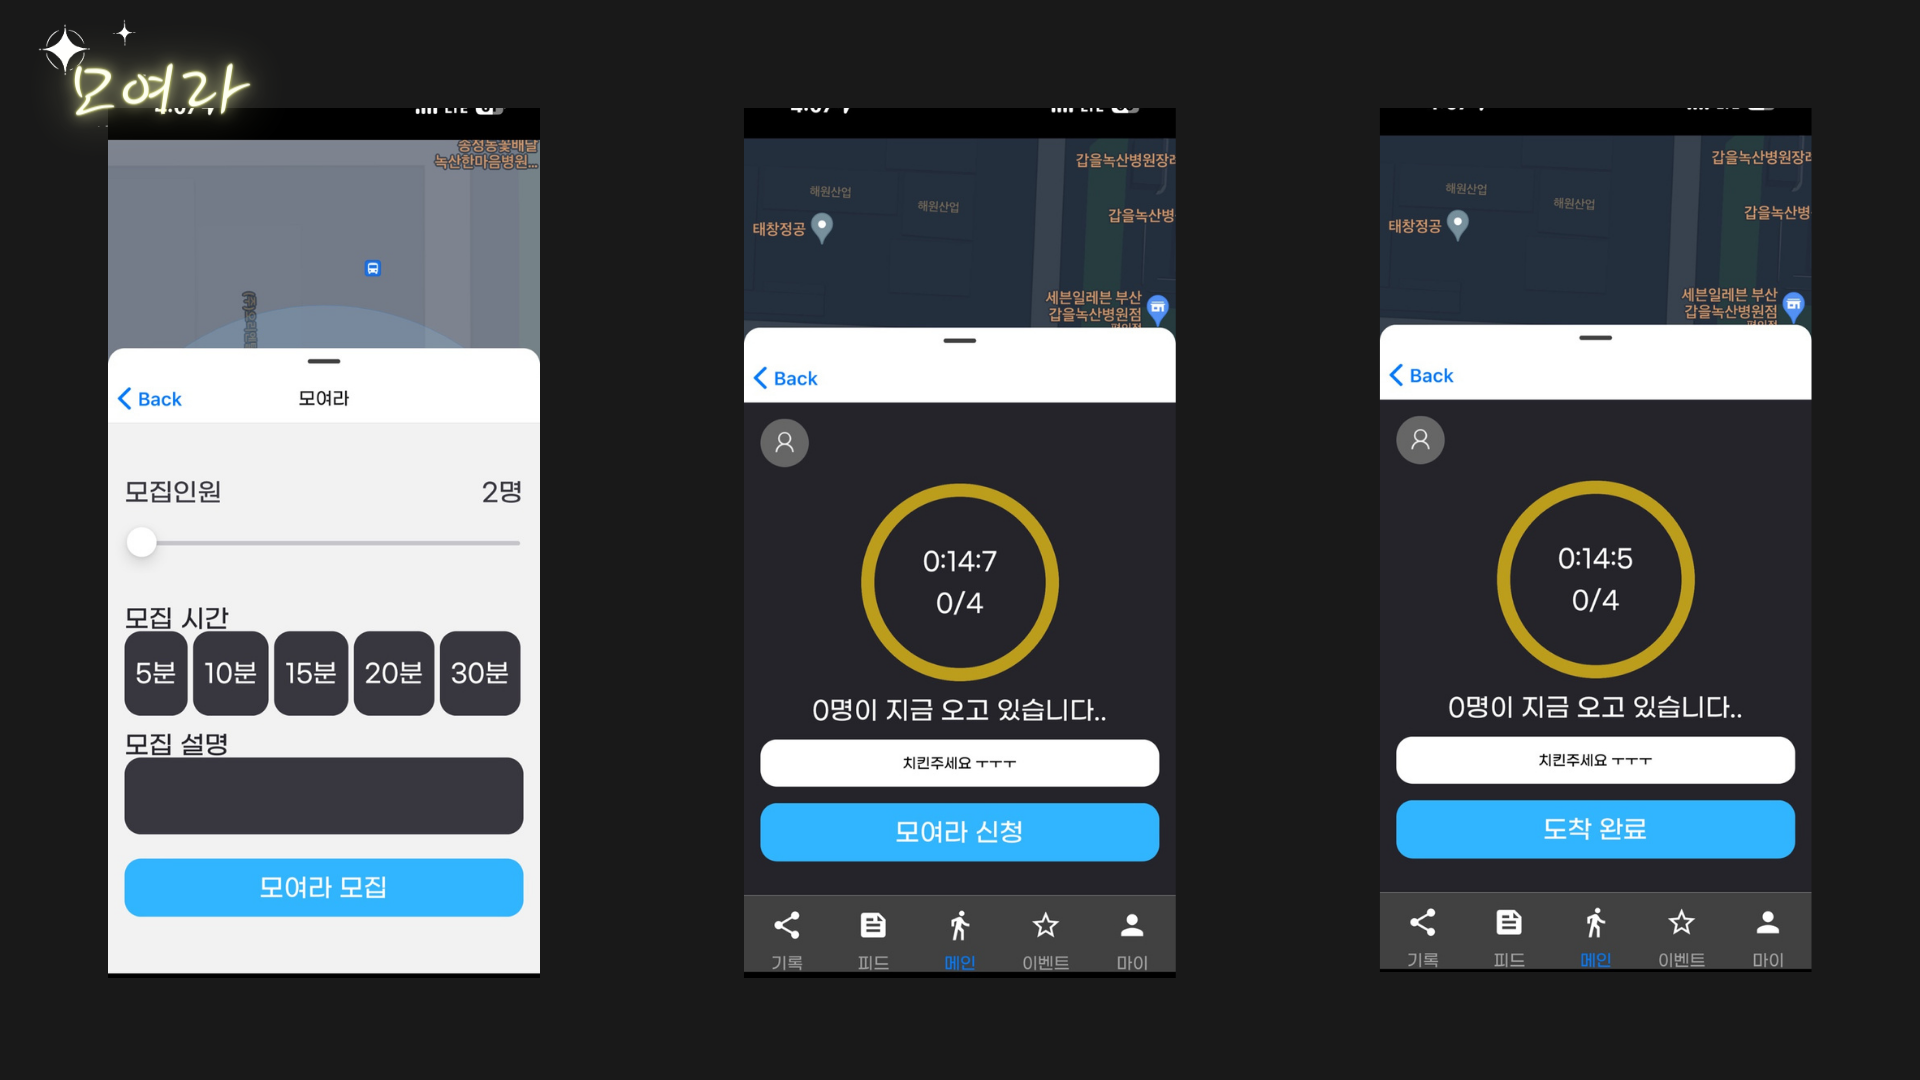 모여라
송정동꽃배달
녹산한마음병원...
Back
모여라
모집인원
2명
모집 시간
5분
10분
15분
20분
30분
모집 설명
모여라 모집
갑을녹산병원장례
해원산업
해원산업
태창정공
갑을녹산병
세븐일레븐 부산
갑을녹산병원점
편의점
Back
0:14:7
0/4
0명이 지금 오고 있습니다..
치킨주세요 ㅜㅜㅜ
모여라 신청
기록
피드
메인
이벤트
마이
갑을녹산병원장례
해원산업
해원산업
태창정공
갑을녹산병
세븐일레븐 부산
갑을녹산병원점
Back
0:14:5
0/4
0명이 지금 오고 있습니다..
치킨주세요 ㅜㅜㅜ
도착 완료
기록
피드
메인
이벤트
마이